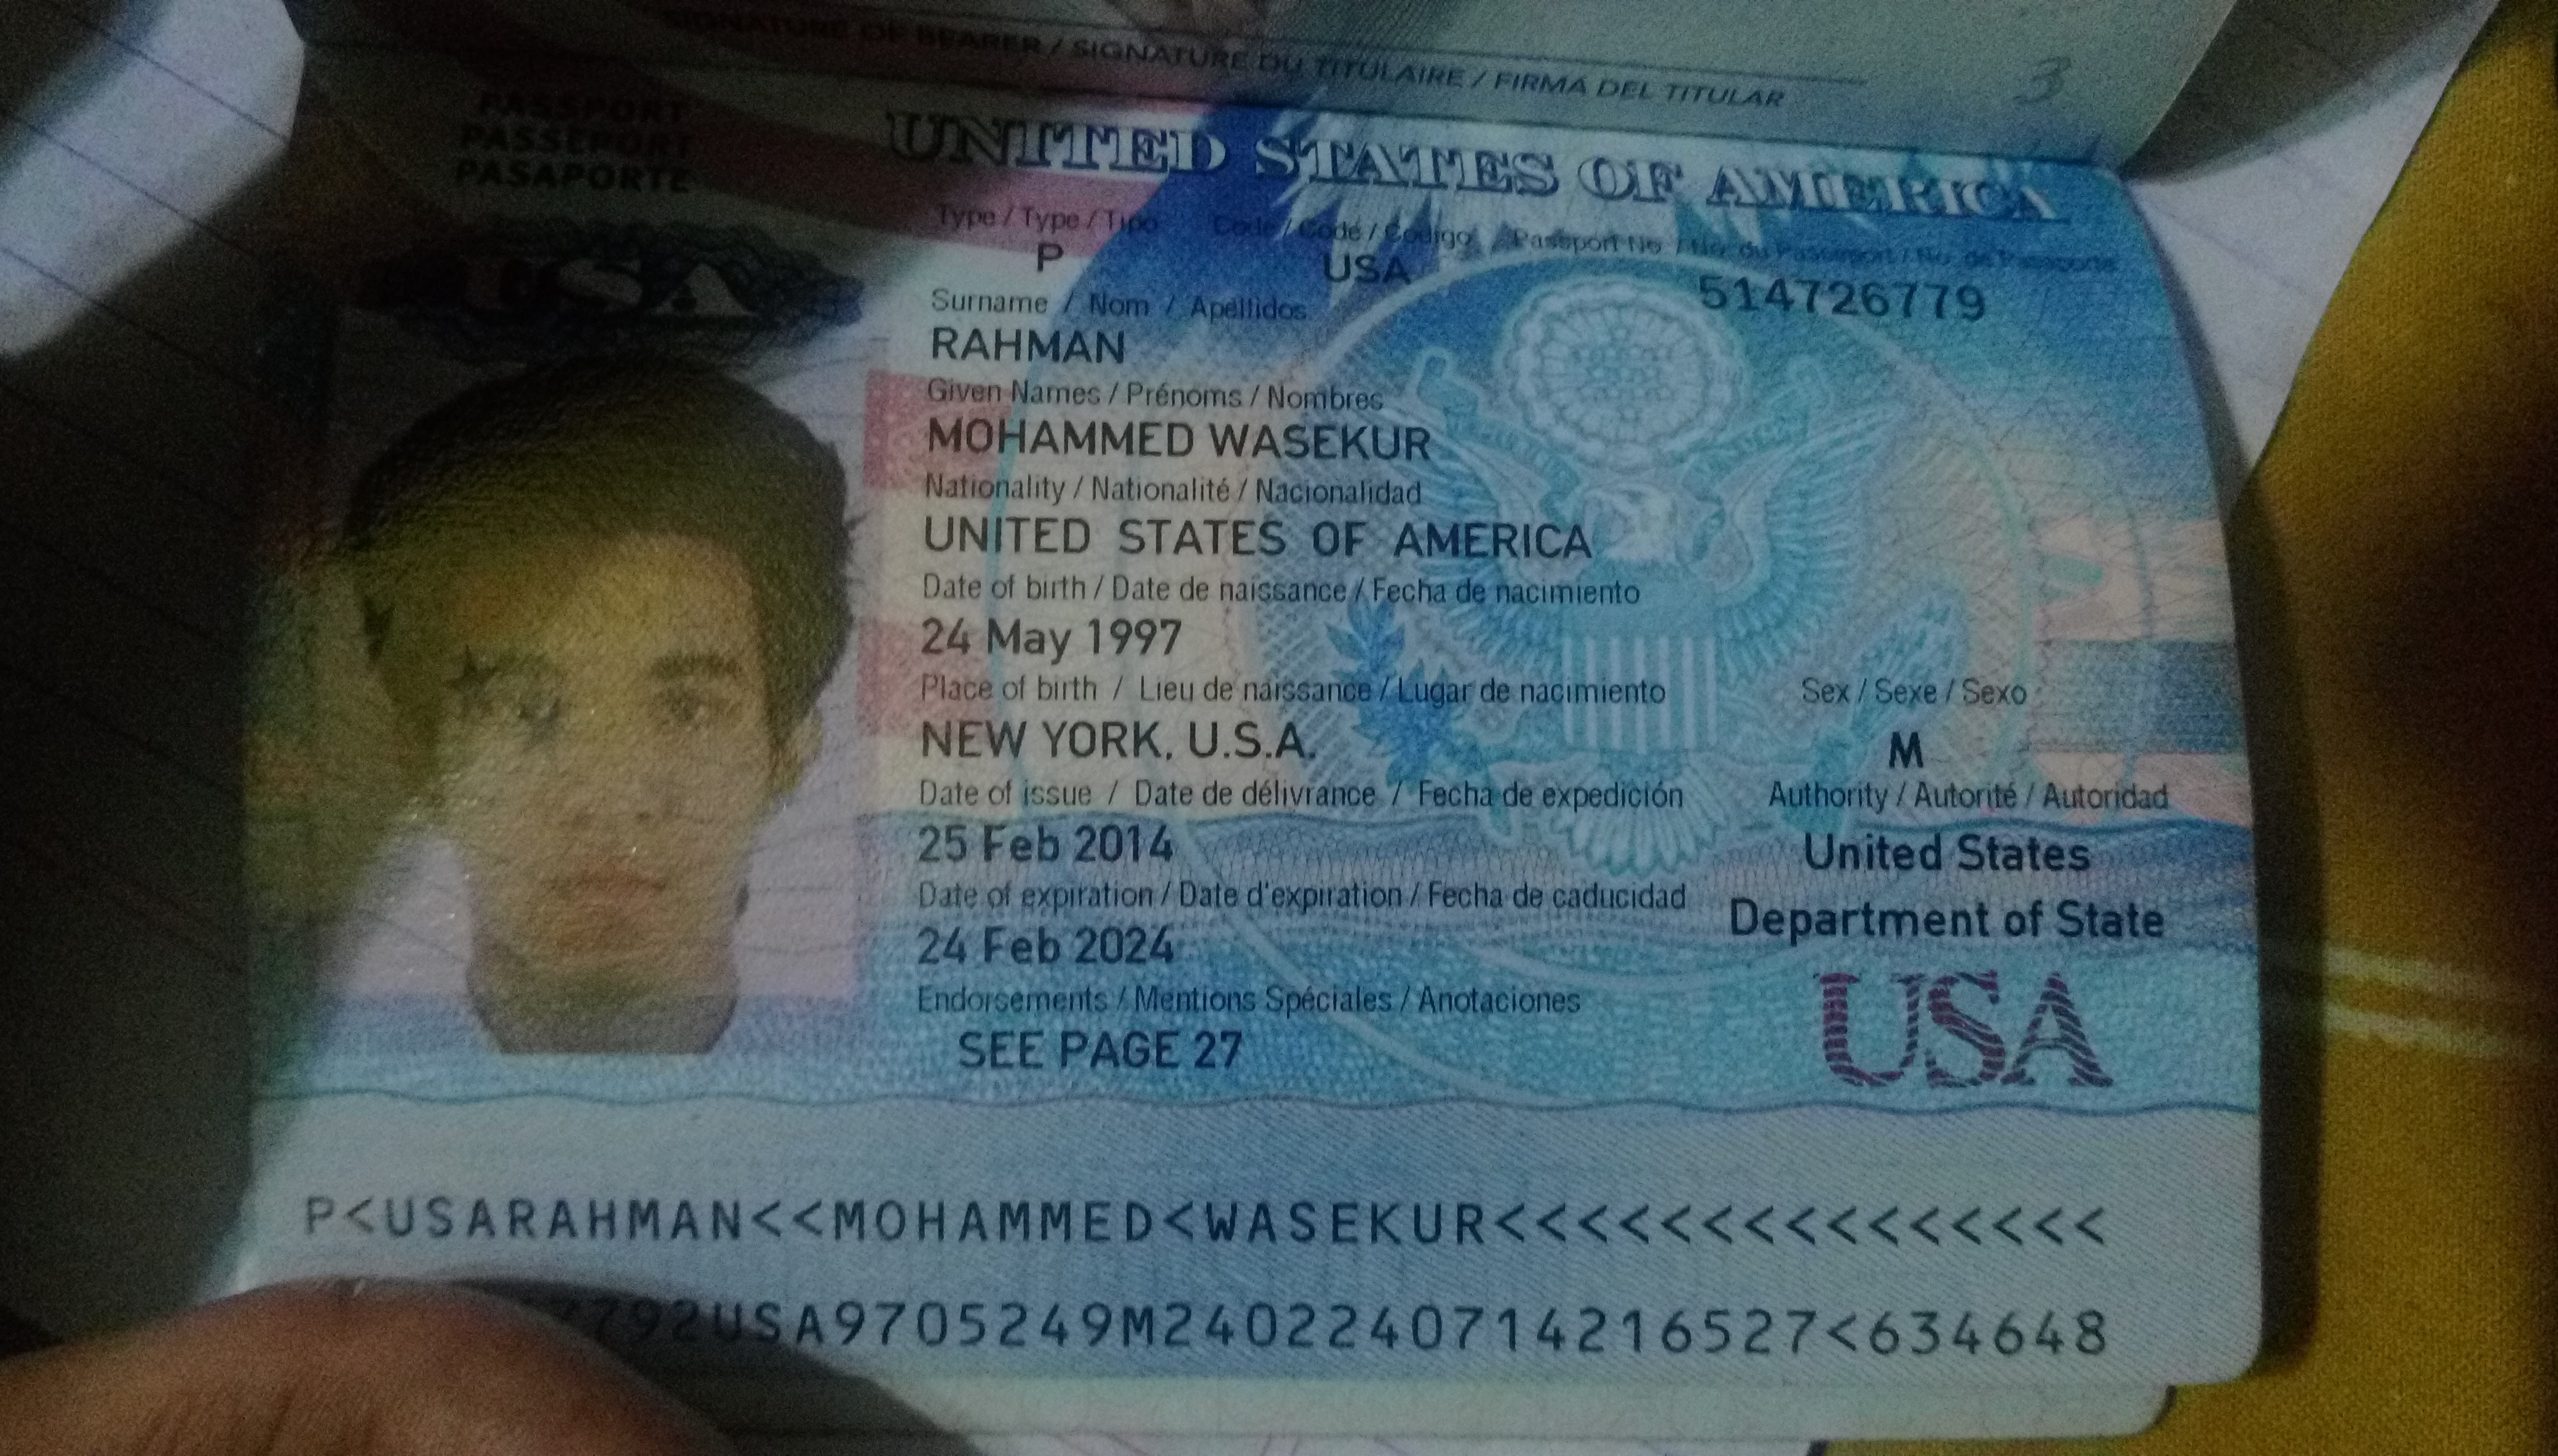 SIGNATURE OF BEARER / SIGNATURE DU TITULAIRE / FIRMA DEL TITULAR
3
PASSPORT
PASSEPORT
PASAPORTE
USA
UNITED STATES OF AMERICA
Type / Type / Tipo Code / Code / Código Passport No. / No. du Passeport / No. de Pasaporte
P USA 514726779
Surname / Nom / Apellidos
RAHMAN
Given Names / Prénoms / Nombres
MOHAMMED WASEKUR
Nationality / Nationalité / Nacionalidad
UNITED STATES OF AMERICA
Date of birth / Date de naissance / Fecha de nacimiento
24 May 1997
Place of birth / Lieu de naissance / Lugar de nacimiento Sex / Sexe / Sexo
NEW YORK, U.S.A. M
Date of issue / Date de délivrance / Fecha de expedición Authority / Autorité / Autoridad
25 Feb 2014 United States
Date of expiration / Date d'expiration / Fecha de caducidad Department of State
24 Feb 2024
USA
Endorsements / Mentions Spéciales / Anotaciones
SEE PAGE 27
P<USARAHMAN<<MOHAMMED<WASEKUR<<<<<<<<<<<<<<<
792USA9705249M2402240714216527<634648